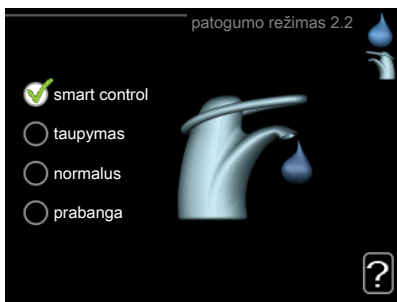 patogumo režimas 2.2
smart control
taupymas
normalus
prabanga
?